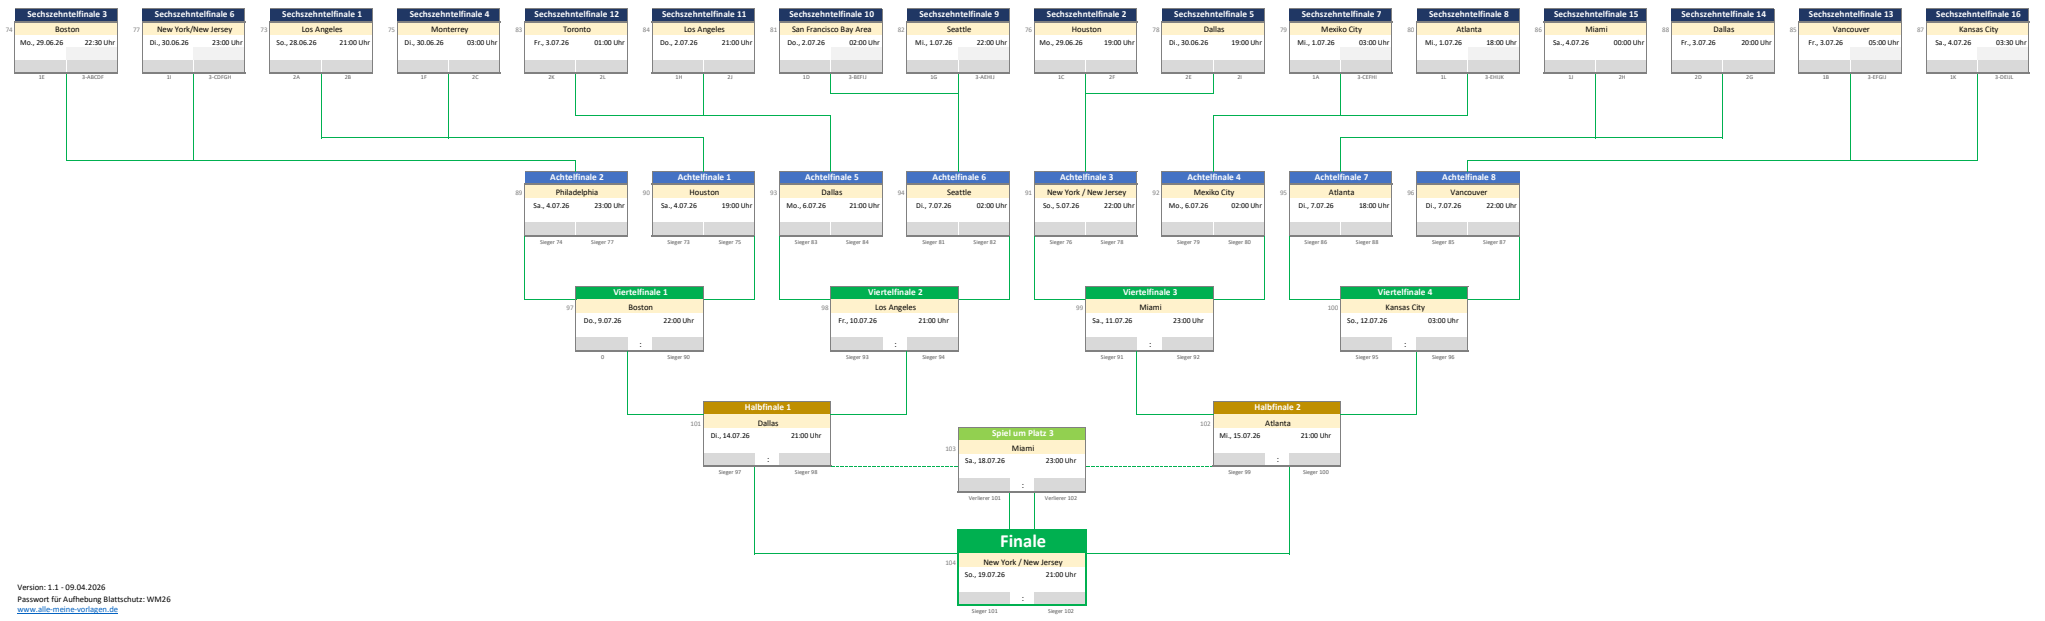 Sechszehntelfinale 3 Sechszehntelfinale 6 Sechszehntelfinale 1 Sechszehntelfinale 4 Sechszehntelfinale 12 Sechszehntelfinale 11 Sechszehntelfinale 10 Sechszehntelfinale 9 Sechszehntelfinale 2 Sechszehntelfinale 5 Sechszehntelfinale 7 Sechszehntelfinale 8 Sechszehntelfinale 15 Sechszehntelfinale 14 Sechszehntelfinale 13 Sechszehntelfinale 16
74 Boston 77 New York/New Jersey 73 Los Angeles 75 Monterrey 83 Toronto 84 Los Angeles 81 San Francisco Bay Area 82 Seattle 76 Houston 78 Dallas 79 Mexiko City 80 Atlanta 86 Miami 88 Dallas 85 Vancouver 87 Kansas City
Mo., 29.06.26 22:30 Uhr Di., 30.06.26 23:00 Uhr So., 28.06.26 21:00 Uhr Di., 30.06.26 03:00 Uhr Fr., 3.07.26 01:00 Uhr Do., 2.07.26 21:00 Uhr Do., 2.07.26 02:00 Uhr Mi., 1.07.26 22:00 Uhr Mo., 29.06.26 19:00 Uhr Di., 30.06.26 19:00 Uhr Mi., 1.07.26 03:00 Uhr Mi., 1.07.26 18:00 Uhr Sa., 4.07.26 00:00 Uhr Fr., 3.07.26 20:00 Uhr Fr., 3.07.26 05:00 Uhr Sa., 4.07.26 03:30 Uhr
1E 3-ABCDF 1I 3-CDFGH 2A 2B 1F 2C 2K 2L 1H 2J 1D 3-BEFIJ 1G 3-AEHIJ 1C 2F 2E 2I 1A 3-CEFHI 1L 3-EHIJK 1J 2H 2D 2G 1B 3-EFGIJ 1K 3-DEIJL
Achtelfinale 2 Achtelfinale 1 Achtelfinale 5 Achtelfinale 6 Achtelfinale 3 Achtelfinale 4 Achtelfinale 7 Achtelfinale 8
89 Philadelphia 90 Houston 93 Dallas 94 Seattle 91 New York / New Jersey 92 Mexiko City 95 Atlanta 96 Vancouver
Sa., 4.07.26 23:00 Uhr Sa., 4.07.26 19:00 Uhr Mo., 6.07.26 21:00 Uhr Di., 7.07.26 02:00 Uhr So., 5.07.26 22:00 Uhr Mo., 6.07.26 02:00 Uhr Di., 7.07.26 18:00 Uhr Di., 7.07.26 22:00 Uhr
Sieger 74 Sieger 77 Sieger 73 Sieger 75 Sieger 83 Sieger 84 Sieger 81 Sieger 82 Sieger 76 Sieger 78 Sieger 79 Sieger 80 Sieger 86 Sieger 88 Sieger 85 Sieger 87
Viertelfinale 1 Viertelfinale 2 Viertelfinale 3 Viertelfinale 4
97 Boston 98 Los Angeles 99 Miami 100 Kansas City
Do., 9.07.26 22:00 Uhr Fr., 10.07.26 21:00 Uhr Sa., 11.07.26 23:00 Uhr So., 12.07.26 03:00 Uhr
: : : :
0 Sieger 90 Sieger 93 Sieger 94 Sieger 91 Sieger 92 Sieger 95 Sieger 96
Halbfinale 1 Halbfinale 2
101 Dallas 102 Atlanta
Di., 14.07.26 21:00 Uhr Mi., 15.07.26 21:00 Uhr
: :
Sieger 97 Sieger 98 Sieger 99 Sieger 100
Spiel um Platz 3
103 Miami
Sa., 18.07.26 23:00 Uhr
:
Verlierer 101 Verlierer 102
Finale
104 New York / New Jersey
So., 19.07.26 21:00 Uhr
:
Sieger 101 Sieger 102
Version: 1.1 - 09.04.2026
Passwort für Aufhebung Blattschutz: WM26
www.alle-meine-vorlagen.de